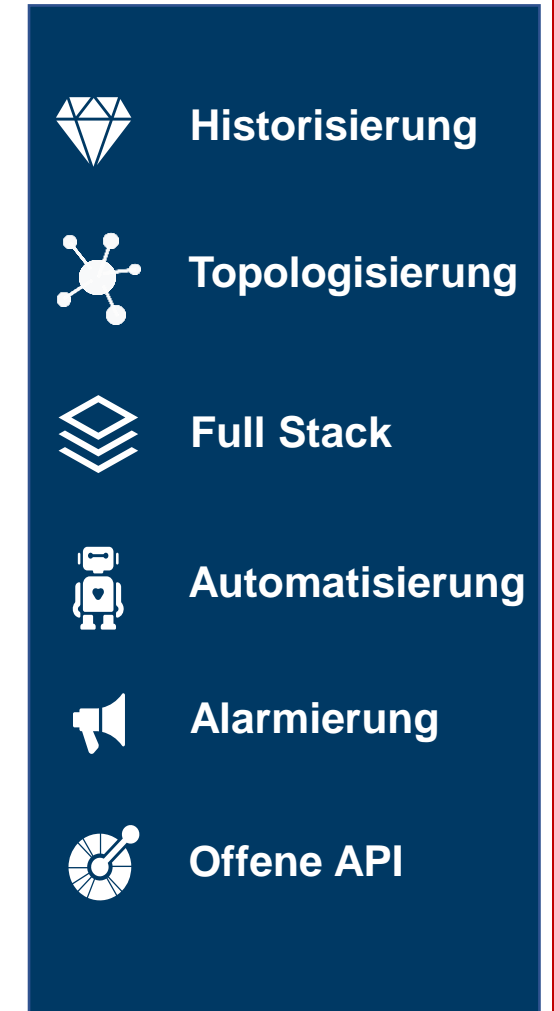 Historisierung
Topologisierung
Full Stack
Automatisierung
Alarmierung
Offene API